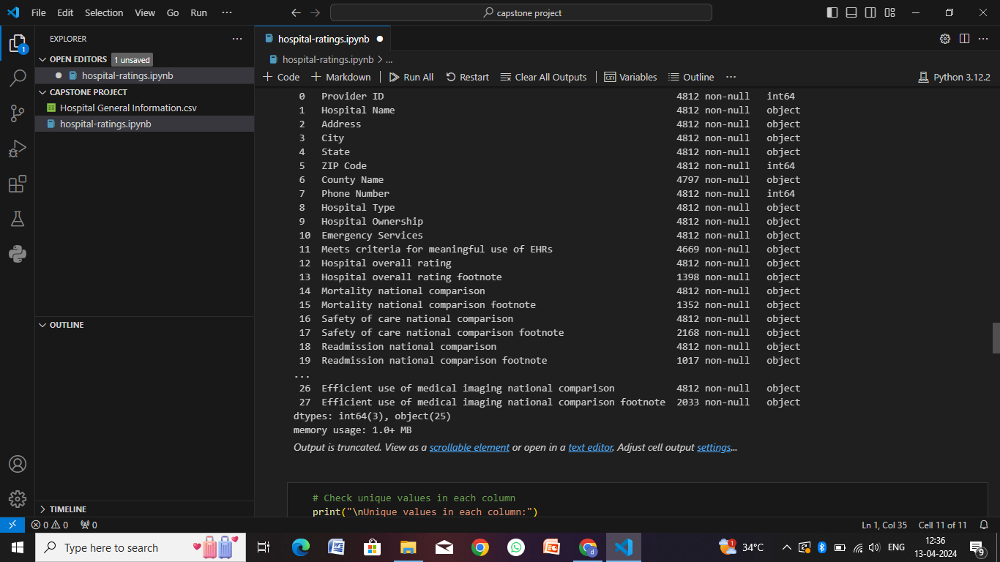 File Edit Selection View Go Run ···
capstone project
EXPLORER ···
OPEN EDITORS 1 unsaved
hospital-ratings.ipynb
CAPSTONE PROJECT
Hospital General Information.csv
hospital-ratings.ipynb
OUTLINE
TIMELINE
1
hospital-ratings.ipynb
hospital-ratings.ipynb > ...
+ Code + Markdown Run All Restart Clear All Outputs Variables Outline ··· Python 3.12.2
0 Provider ID 4812 non-null int64
1 Hospital Name 4812 non-null object
2 Address 4812 non-null object
3 City 4812 non-null object
4 State 4812 non-null object
5 ZIP Code 4812 non-null int64
6 County Name 4797 non-null object
7 Phone Number 4812 non-null int64
8 Hospital Type 4812 non-null object
9 Hospital Ownership 4812 non-null object
10 Emergency Services 4812 non-null object
11 Meets criteria for meaningful use of EHRs 4669 non-null object
12 Hospital overall rating 4812 non-null object
13 Hospital overall rating footnote 1398 non-null object
14 Mortality national comparison 4812 non-null object
15 Mortality national comparison footnote 1352 non-null object
16 Safety of care national comparison 4812 non-null object
17 Safety of care national comparison footnote 2168 non-null object
18 Readmission national comparison 4812 non-null object
19 Readmission national comparison footnote 1017 non-null object
...
26 Efficient use of medical imaging national comparison 4812 non-null object
27 Efficient use of medical imaging national comparison footnote 2033 non-null object
dtypes: int64(3), object(25)
memory usage: 1.0+ MB
Output is truncated. View as a scrollable element or open in a text editor. Adjust cell output settings...
# Check unique values in each column
print("\nUnique values in each column:")
0 0 0 Ln 1, Col 35 Cell 11 of 11
Type here to search
1 34°C ENG 12:36
13-04-2024 9